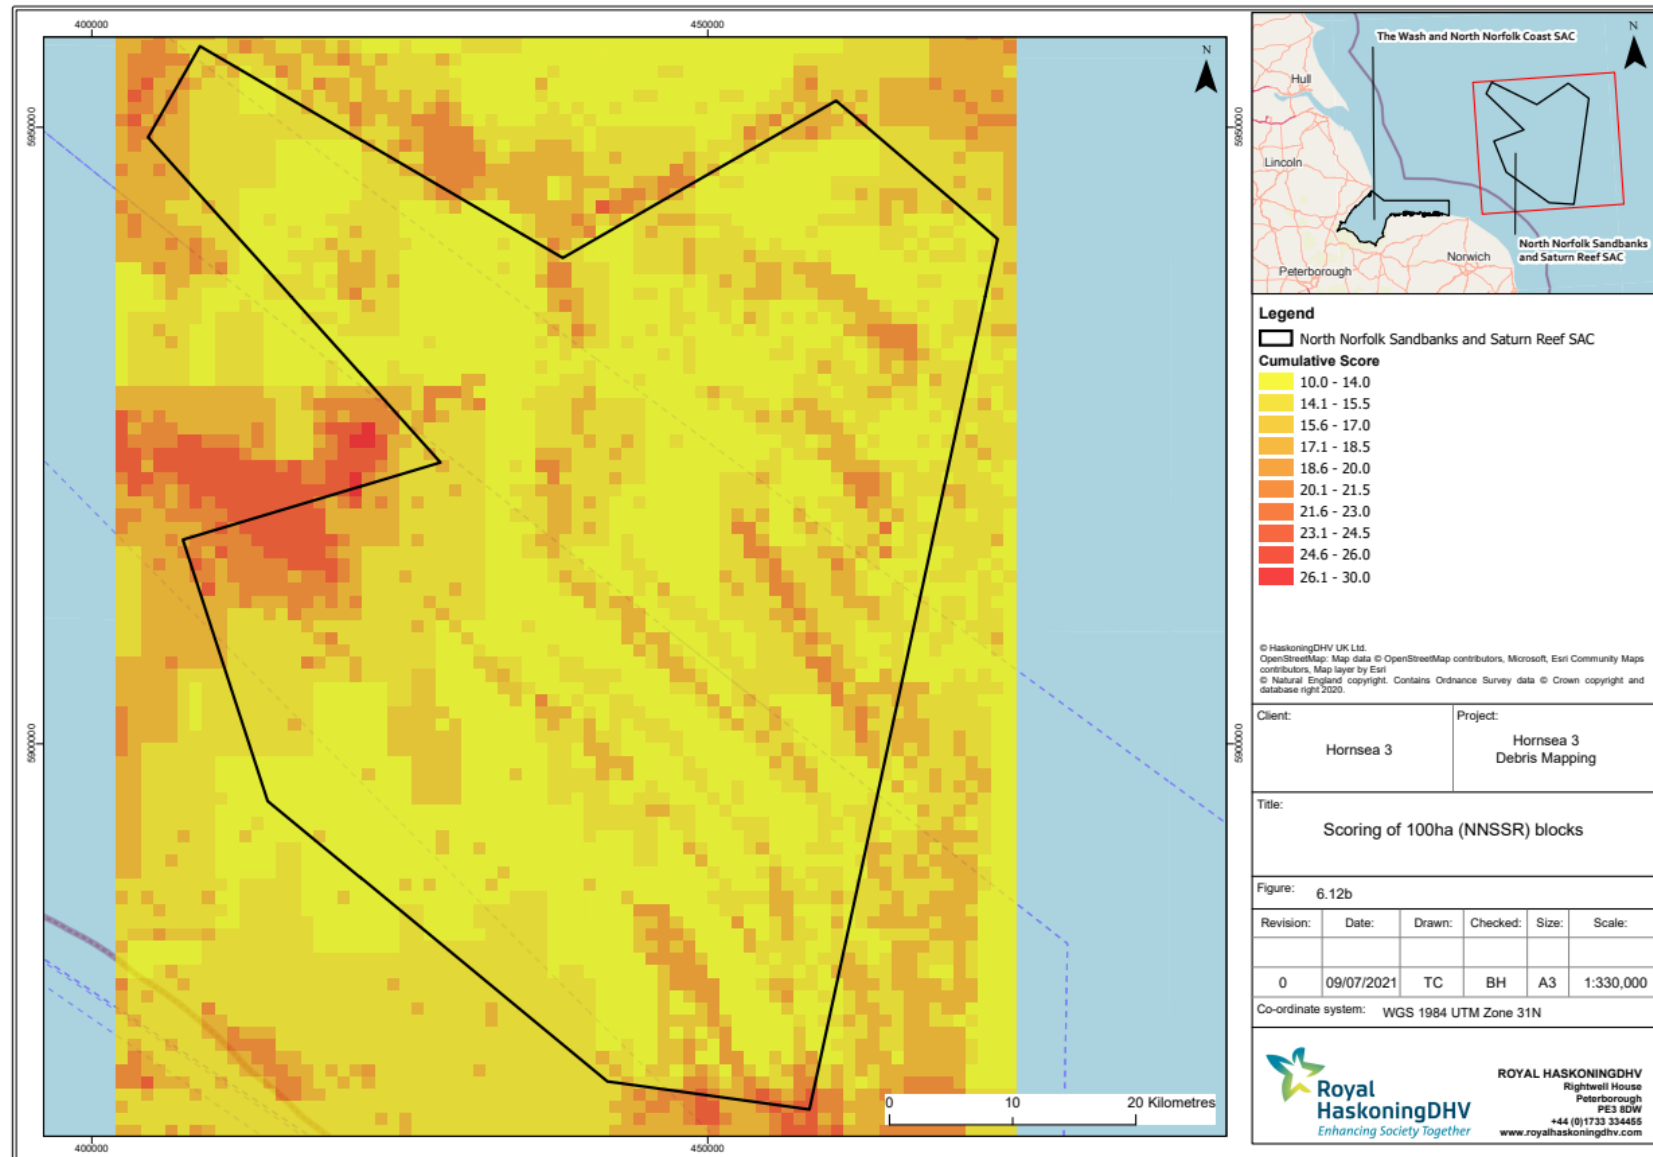 400000
450000
5950000
5900000
5950000
5900000
400000
450000
N
0
10
20 Kilometres
The Wash and North Norfolk Coast SAC
N
Hull
Lincoln
Peterborough
Norwich
North Norfolk Sandbanks
and Saturn Reef SAC
Legend
North Norfolk Sandbanks and Saturn Reef SAC
Cumulative Score
10.0 - 14.0
14.1 - 15.5
15.6 - 17.0
17.1 - 18.5
18.6 - 20.0
20.1 - 21.5
21.6 - 23.0
23.1 - 24.5
24.6 - 26.0
26.1 - 30.0
© HaskoningDHV UK Ltd.
OpenStreetMap: Map data © OpenStreetMap contributors, Microsoft, Esri Community Maps
contributors, Map layer by Esri
© Natural England copyright. Contains Ordnance Survey data © Crown copyright and
database right 2020.
Client:
Hornsea 3
Project:
Hornsea 3
Debris Mapping
Title:
Scoring of 100ha (NNSSR) blocks
Figure: 6.12b
Revision: Date: Drawn: Checked: Size: Scale:
0 09/07/2021 TC BH A3 1:330,000
Co-ordinate system: WGS 1984 UTM Zone 31N
Royal
HaskoningDHV
Enhancing Society Together
ROYAL HASKONINGDHV
Rightwell House
Peterborough
PE3 8DW
+44 (0)1733 334455
www.royalhaskoningdhv.com